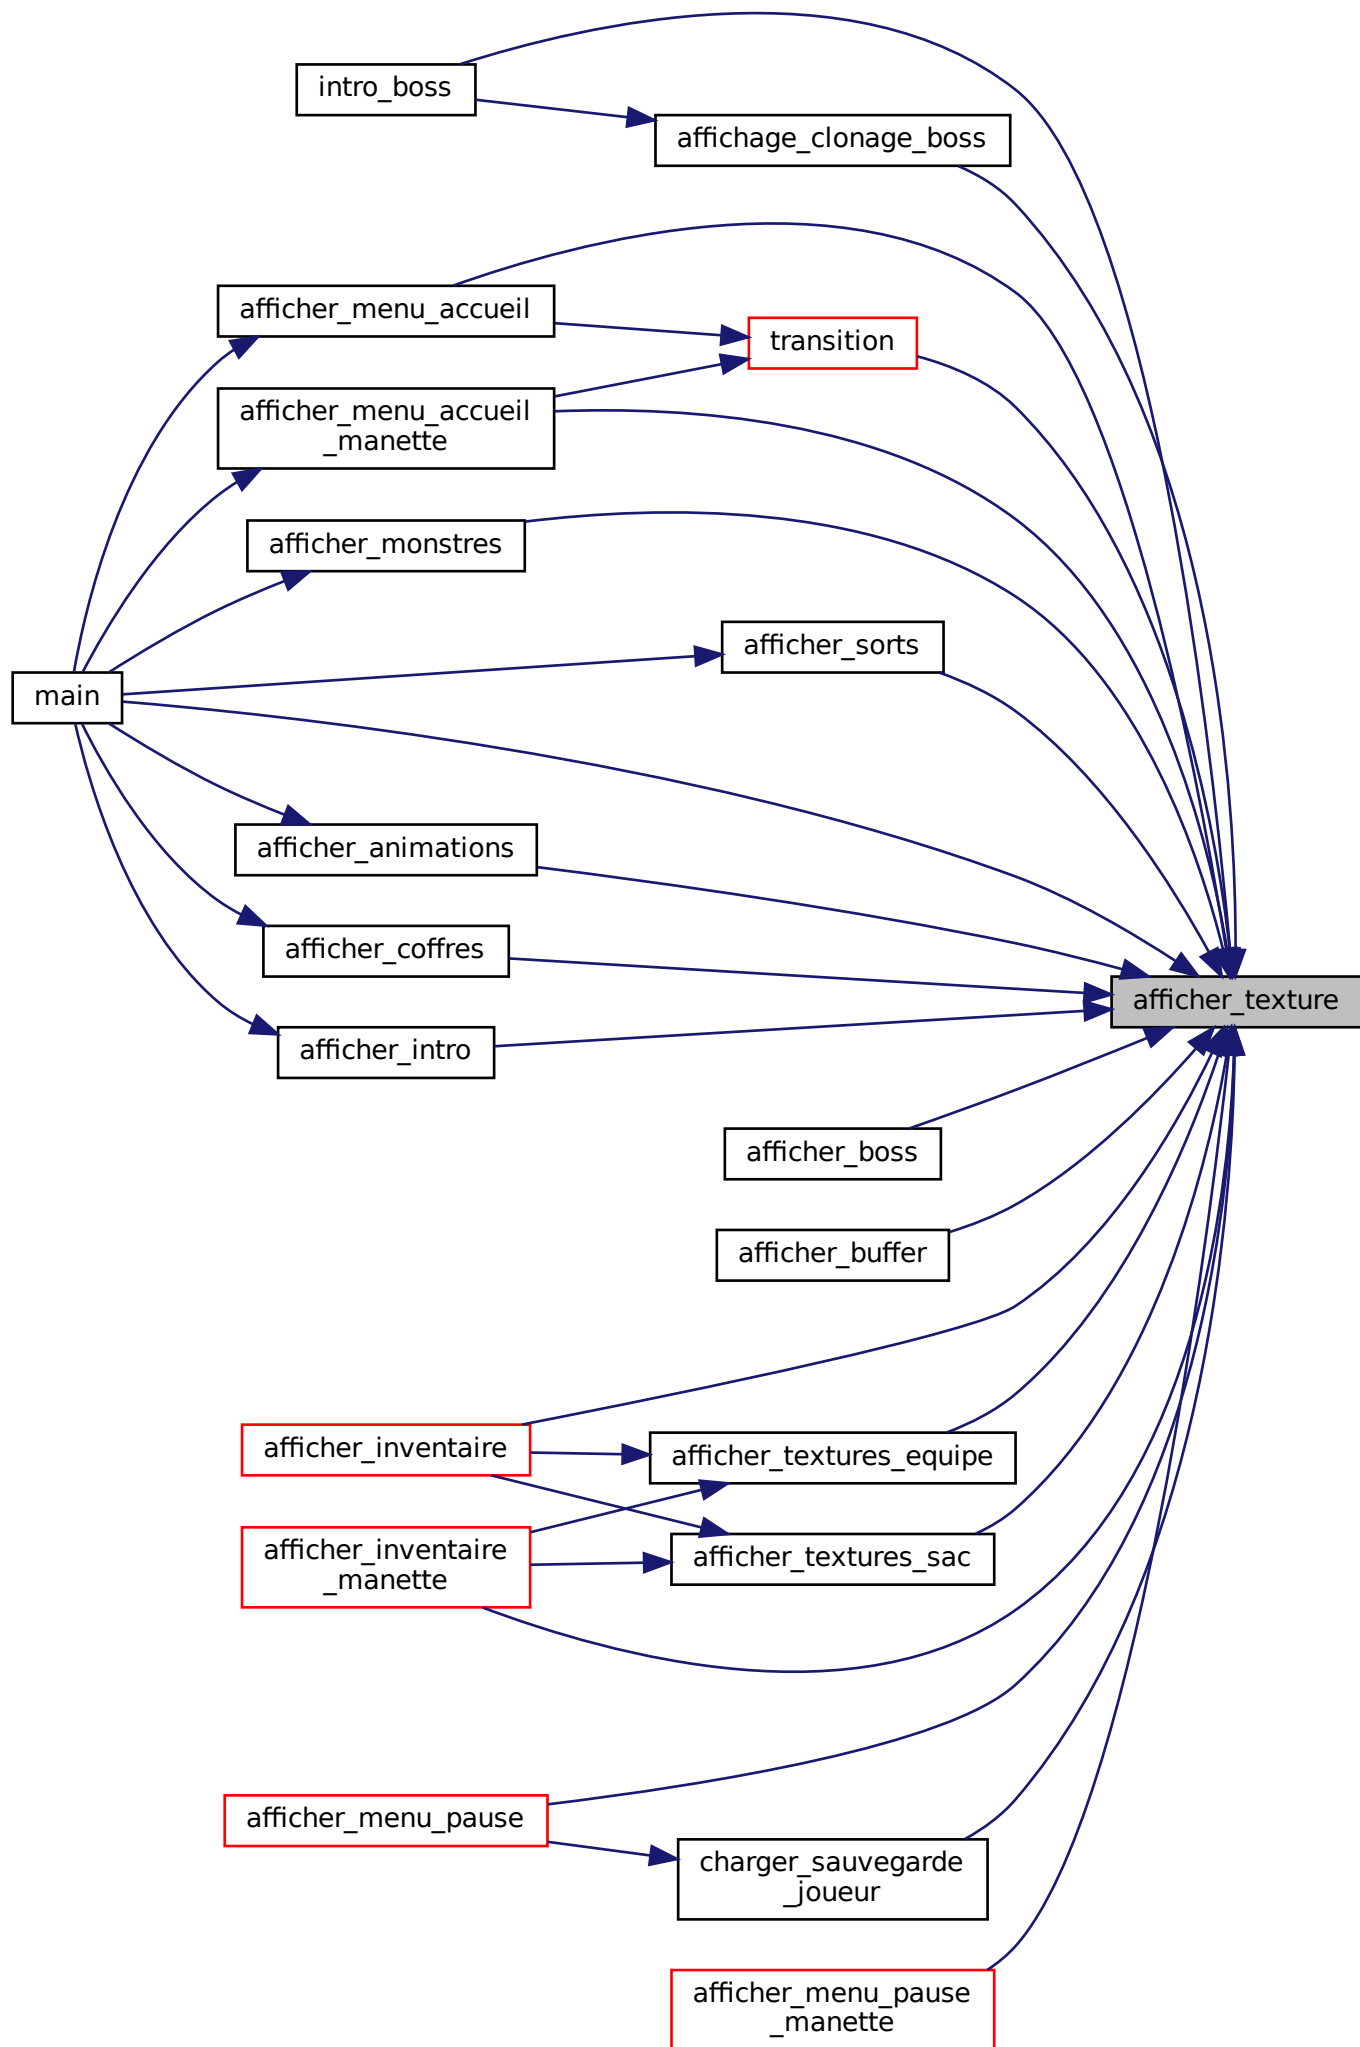 intro_boss
affichage_clonage_boss
afficher_menu_accueil
transition
afficher_menu_accueil
_manette
afficher_monstres
afficher_sorts
main
afficher_animations
afficher_coffres
afficher_texture
afficher_intro
afficher_boss
afficher_buffer
afficher_inventaire
afficher_textures_equipe
afficher_inventaire
_manette
afficher_textures_sac
afficher_menu_pause
charger_sauvegarde
_joueur
afficher_menu_pause
_manette